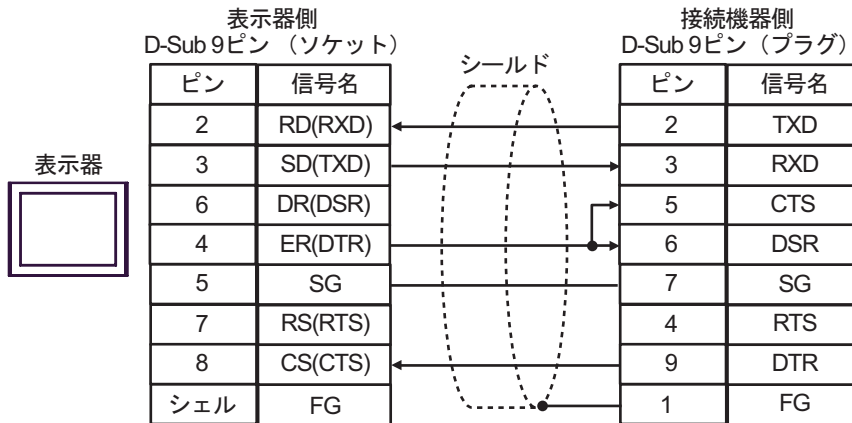 表示器側
D-Sub 9ピン （ソケット）
接続機器側
D-Sub 9ピン（プラグ）
シールド
表示器
ピン 信号名 ピン 信号名
2 RD(RXD) 2 TXD
3 SD(TXD) 3 RXD
6 DR(DSR) 5 CTS
4 ER(DTR) 6 DSR
5 SG 7 SG
7 RS(RTS) 4 RTS
8 CS(CTS) 9 DTR
シェル FG 1 FG